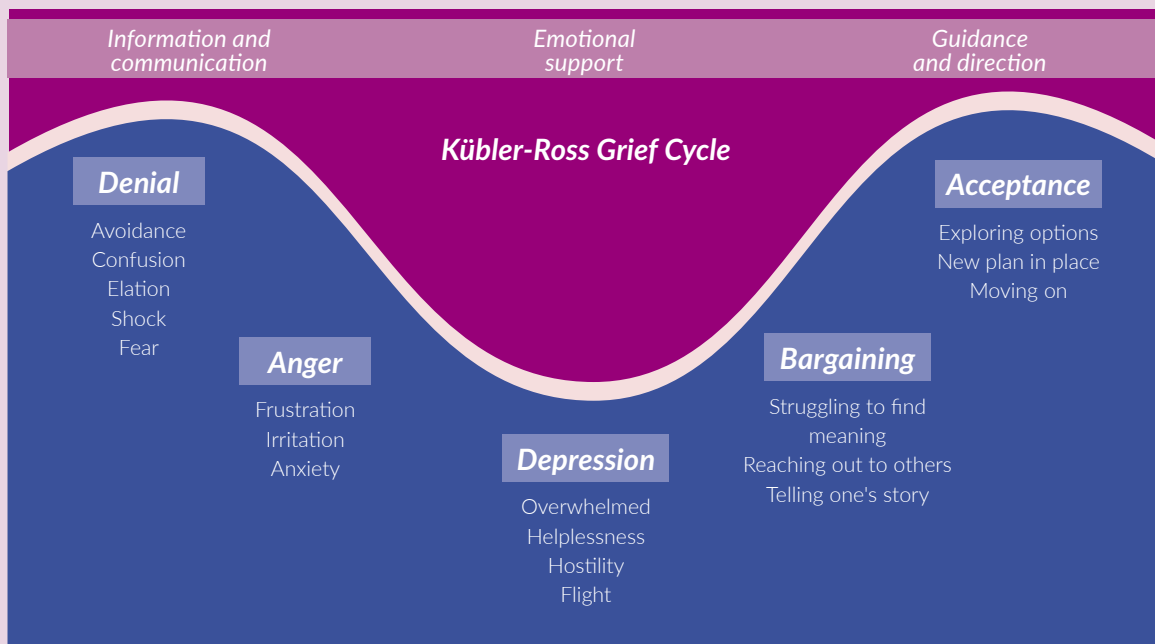 Information and
communication
Emotional
support
Guidance
and direction
Kübler-Ross Grief Cycle
Denial
Avoidance
Confusion
Elation
Shock
Fear
Anger
Frustration
Irritation
Anxiety
Depression
Overwhelmed
Helplessness
Hostility
Flight
Bargaining
Struggling to find
meaning
Reaching out to others
Telling one's story
Acceptance
Exploring options
New plan in place
Moving on